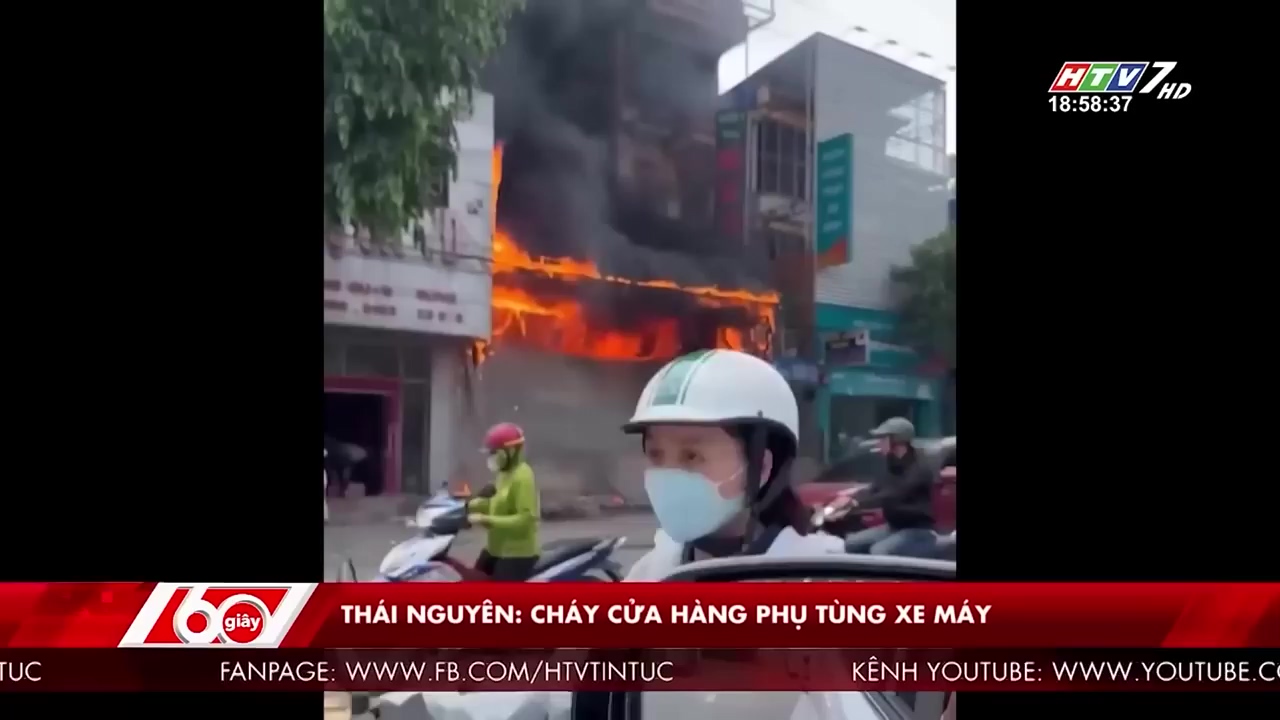 HTV7 HD
18:58:37
60 giây
THÁI NGUYÊN: CHÁY CỬA HÀNG PHỤ TÙNG XE MÁY
TUC FANPAGE: WWW.FB.COM/HTVTINTUC KÊNH YOUTUBE: WWW.YOUTUBE.CO